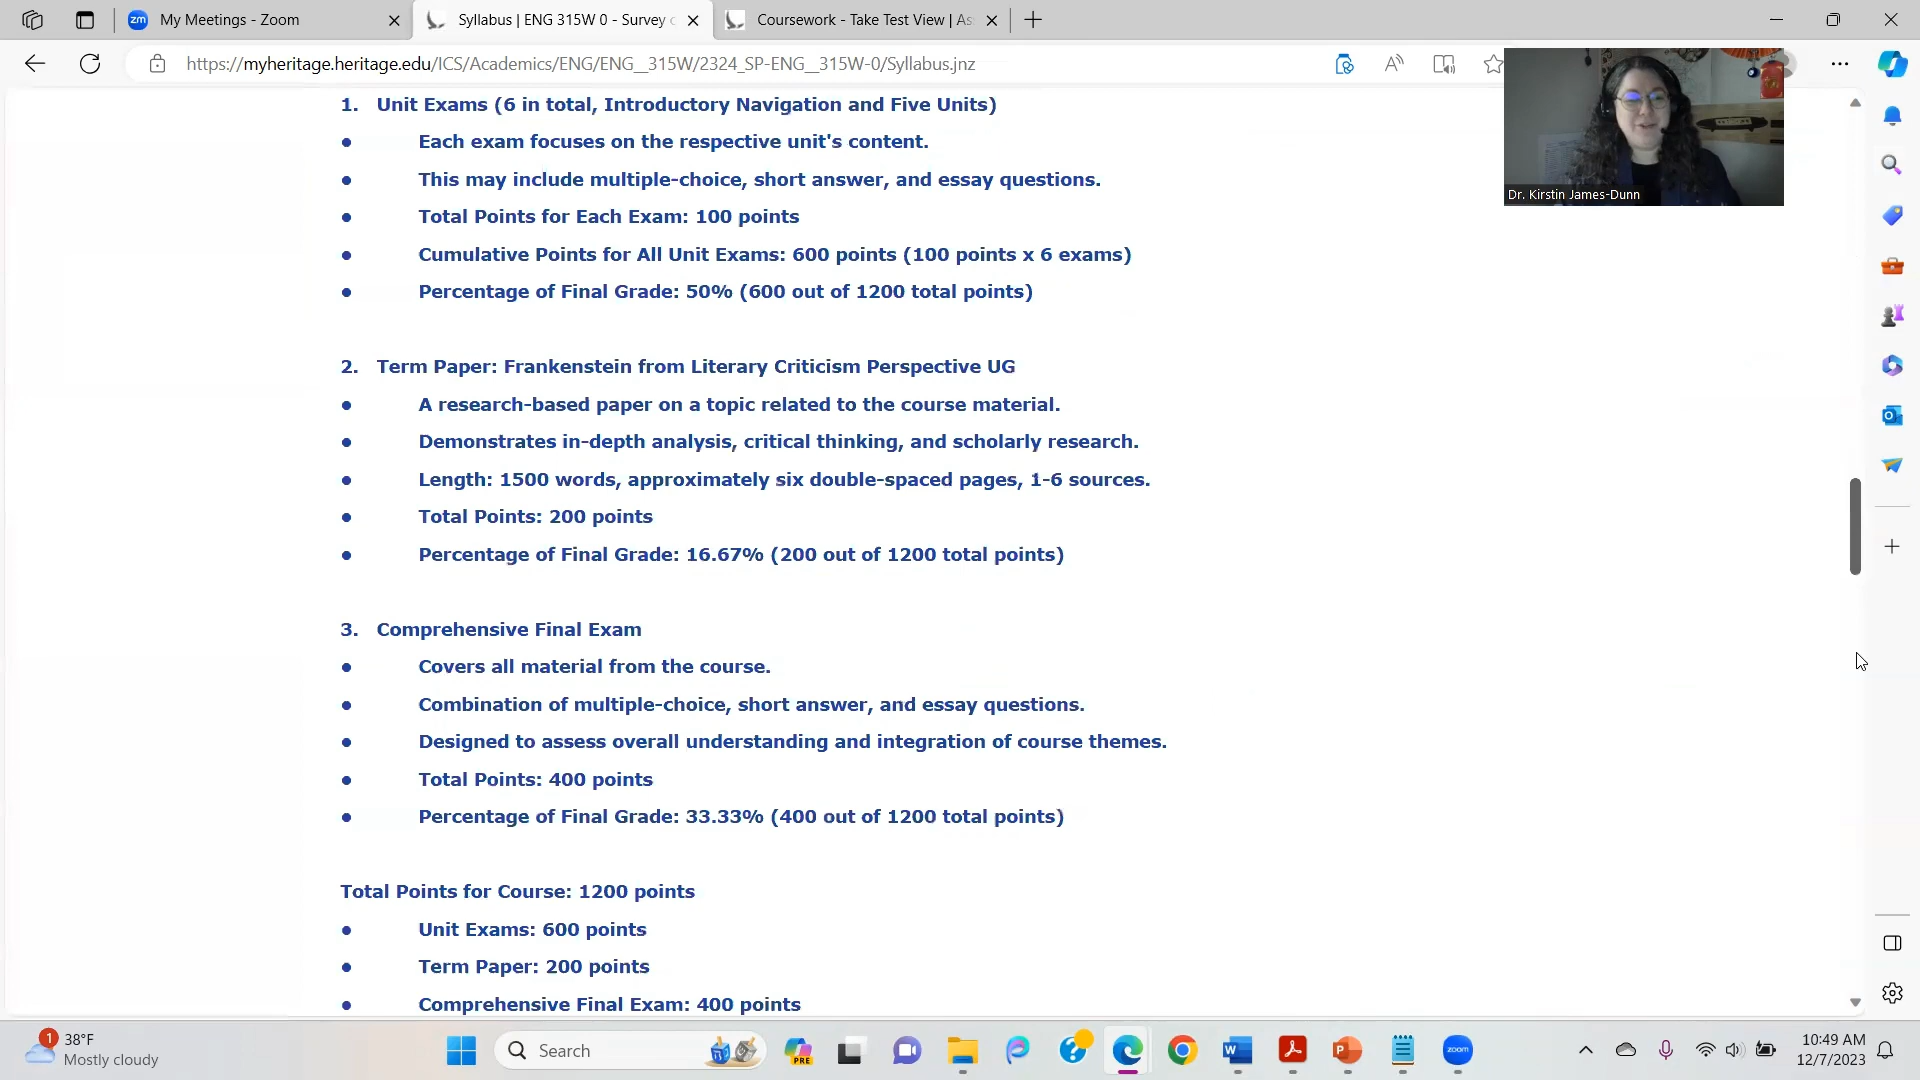 My Meetings - Zoom
Syllabus | ENG 315W 0 - Survey
Coursework - Take Test View | As
https://myheritage.heritage.edu/ICS/Academics/ENG/ENG__315W/2324_SP-ENG__315W-0/Syllabus.jnz
1. Unit Exams (6 in total, Introductory Navigation and Five Units)
• Each exam focuses on the respective unit's content.
• This may include multiple-choice, short answer, and essay questions.
• Total Points for Each Exam: 100 points
• Cumulative Points for All Unit Exams: 600 points (100 points x 6 exams)
• Percentage of Final Grade: 50% (600 out of 1200 total points)
Dr. Kirstin James-Dunn
2. Term Paper: Frankenstein from Literary Criticism Perspective UG
• A research-based paper on a topic related to the course material.
• Demonstrates in-depth analysis, critical thinking, and scholarly research.
• Length: 1500 words, approximately six double-spaced pages, 1-6 sources.
• Total Points: 200 points
• Percentage of Final Grade: 16.67% (200 out of 1200 total points)
3. Comprehensive Final Exam
• Covers all material from the course.
• Combination of multiple-choice, short answer, and essay questions.
• Designed to assess overall understanding and integration of course themes.
• Total Points: 400 points
• Percentage of Final Grade: 33.33% (400 out of 1200 total points)
Total Points for Course: 1200 points
• Unit Exams: 600 points
• Term Paper: 200 points
• Comprehensive Final Exam: 400 points
1
38°F
Mostly cloudy
Search
PRE
zoom
10:49 AM
12/7/2023